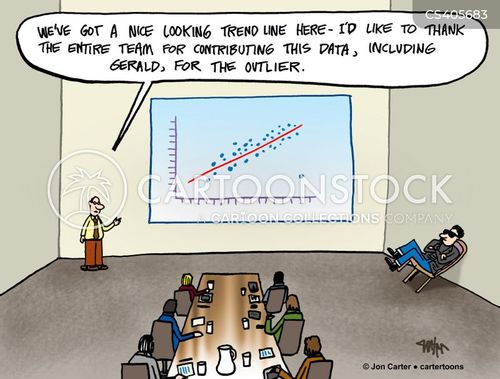 CS405683
WE'VE GOT A NICE LOOKING TREND LINE HERE - I'D LIKE TO THANK
THE ENTIRE TEAM FOR CONTRIBUTING THIS DATA, INCLUDING
GERALD, FOR THE OUTLIER.
CARTOONSTOCK
CARTOON COLLECTIONS COMPANY
© Jon Carter • cartertoons